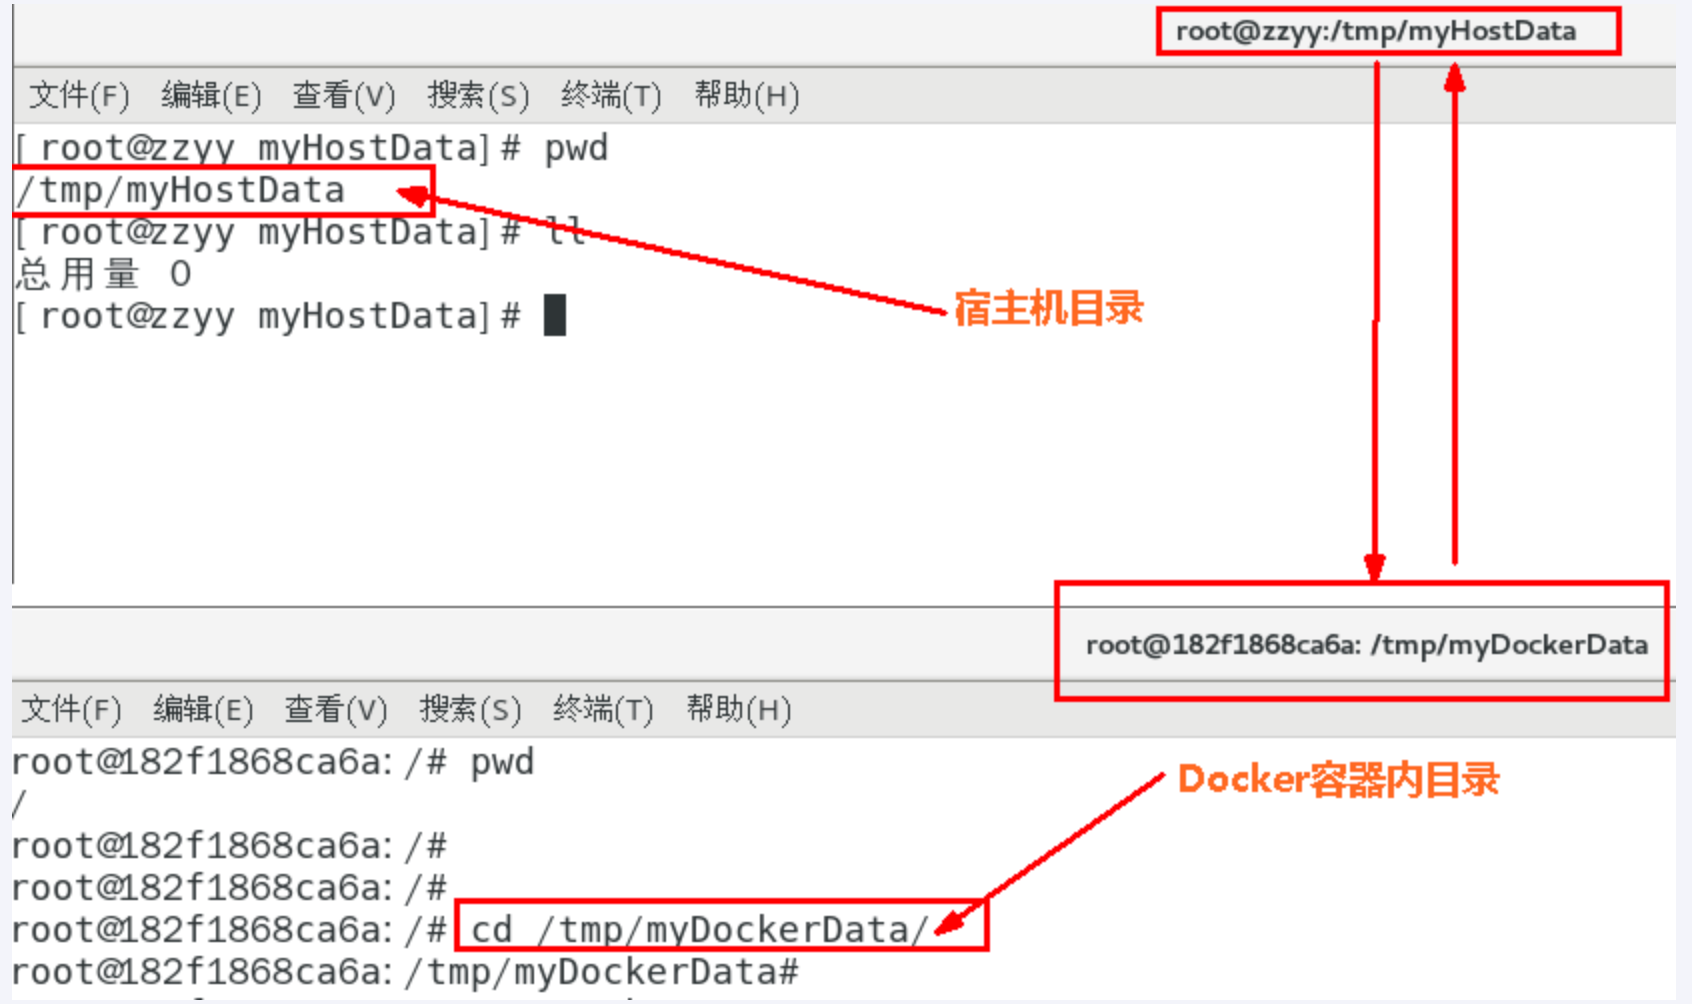 root@zzyy:/tmp/myHostData
文件(F) 编辑(E) 查看(V) 搜索(S) 终端(T) 帮助(H)
[root@zzyy myHostData]# pwd
/tmp/myHostData
[root@zzyy myHostData]# ll
总用量 0
[root@zzyy myHostData]#
宿主机目录
root@182f1868ca6a: /tmp/myDockerData
文件(F) 编辑(E) 查看(V) 搜索(S) 终端(T) 帮助(H)
root@182f1868ca6a:/# pwd
/
Docker容器内目录
root@182f1868ca6a:/#
root@182f1868ca6a:/#
root@182f1868ca6a:/# cd /tmp/myDockerData/
root@182f1868ca6a:/tmp/myDockerData#